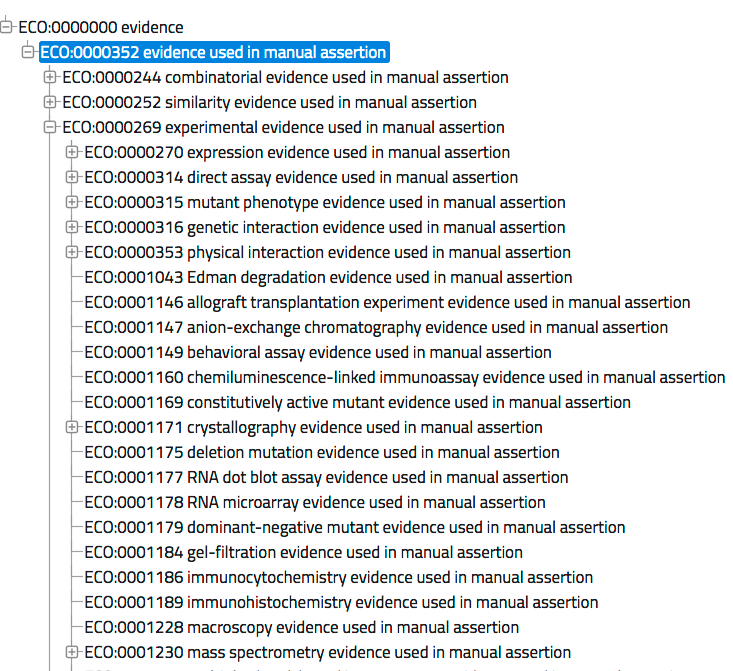 ECO:0000000 evidence
ECO:0000352 evidence used in manual assertion
ECO:0000244 combinatorial evidence used in manual assertion
ECO:0000252 similarity evidence used in manual assertion
ECO:0000269 experimental evidence used in manual assertion
ECO:0000270 expression evidence used in manual assertion
ECO:0000314 direct assay evidence used in manual assertion
ECO:0000315 mutant phenotype evidence used in manual assertion
ECO:0000316 genetic interaction evidence used in manual assertion
ECO:0000353 physical interaction evidence used in manual assertion
ECO:0001043 Edman degradation evidence used in manual assertion
ECO:0001146 allograft transplantation experiment evidence used in manual assertion
ECO:0001147 anion-exchange chromatography evidence used in manual assertion
ECO:0001149 behavioral assay evidence used in manual assertion
ECO:0001160 chemiluminescence-linked immunoassay evidence used in manual assertion
ECO:0001169 constitutively active mutant evidence used in manual assertion
ECO:0001171 crystallography evidence used in manual assertion
ECO:0001175 deletion mutation evidence used in manual assertion
ECO:0001177 RNA dot blot assay evidence used in manual assertion
ECO:0001178 RNA microarray evidence used in manual assertion
ECO:0001179 dominant-negative mutant evidence used in manual assertion
ECO:0001184 gel-filtration evidence used in manual assertion
ECO:0001186 immunocytochemistry evidence used in manual assertion
ECO:0001189 immunohistochemistry evidence used in manual assertion
ECO:0001228 macroscopy evidence used in manual assertion
ECO:0001230 mass spectrometry evidence used in manual assertion